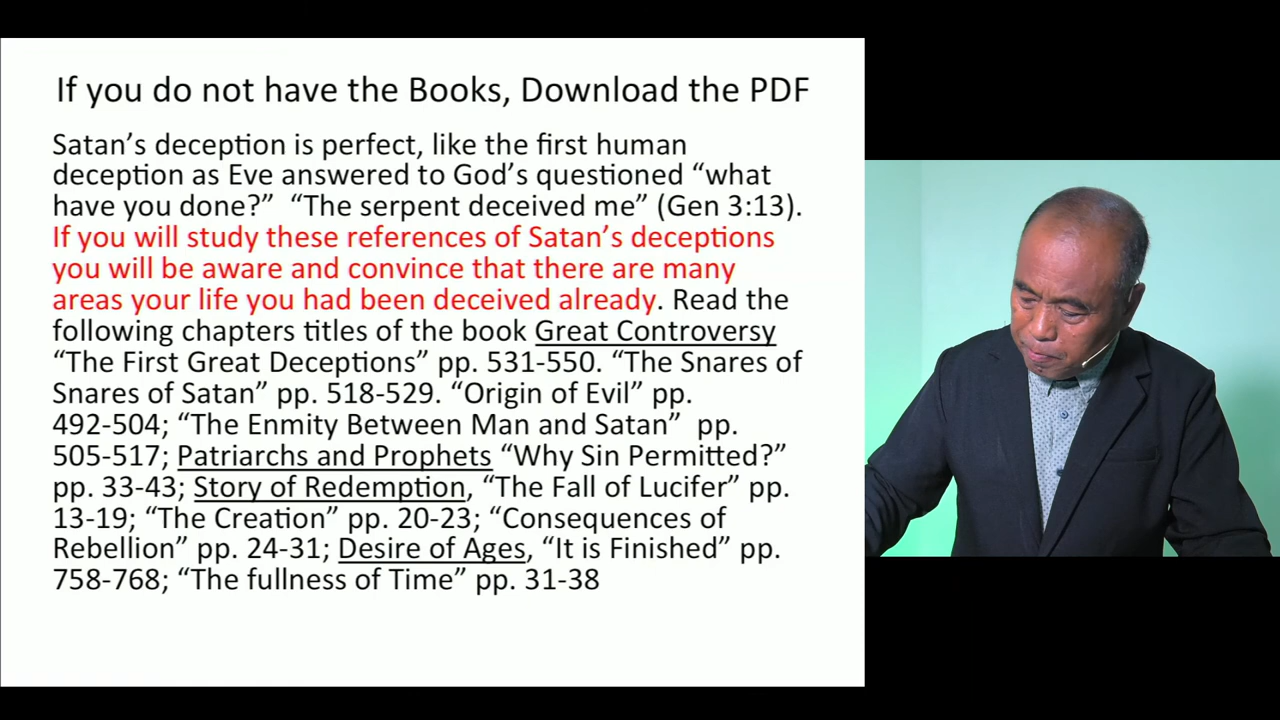 If you do not have the Books, Download the PDF
Satan's deception is perfect, like the first human
deception as Eve answered to God's questioned “what
have you done?”  “The serpent deceived me” (Gen 3:13).
If you will study these references of Satan's deceptions
you will be aware and convince that there are many
areas your life you had been deceived already. Read the
following chapters titles of the book Great Controversy
“The First Great Deceptions” pp. 531-550. “The Snares of
Snares of Satan” pp. 518-529. “Origin of Evil” pp.
492-504; “The Enmity Between Man and Satan”  pp.
505-517; Patriarchs and Prophets “Why Sin Permitted?”
pp. 33-43; Story of Redemption, “The Fall of Lucifer” pp.
13-19; “The Creation” pp. 20-23; “Consequences of
Rebellion” pp. 24-31; Desire of Ages, “It is Finished” pp.
758-768; “The fullness of Time” pp. 31-38